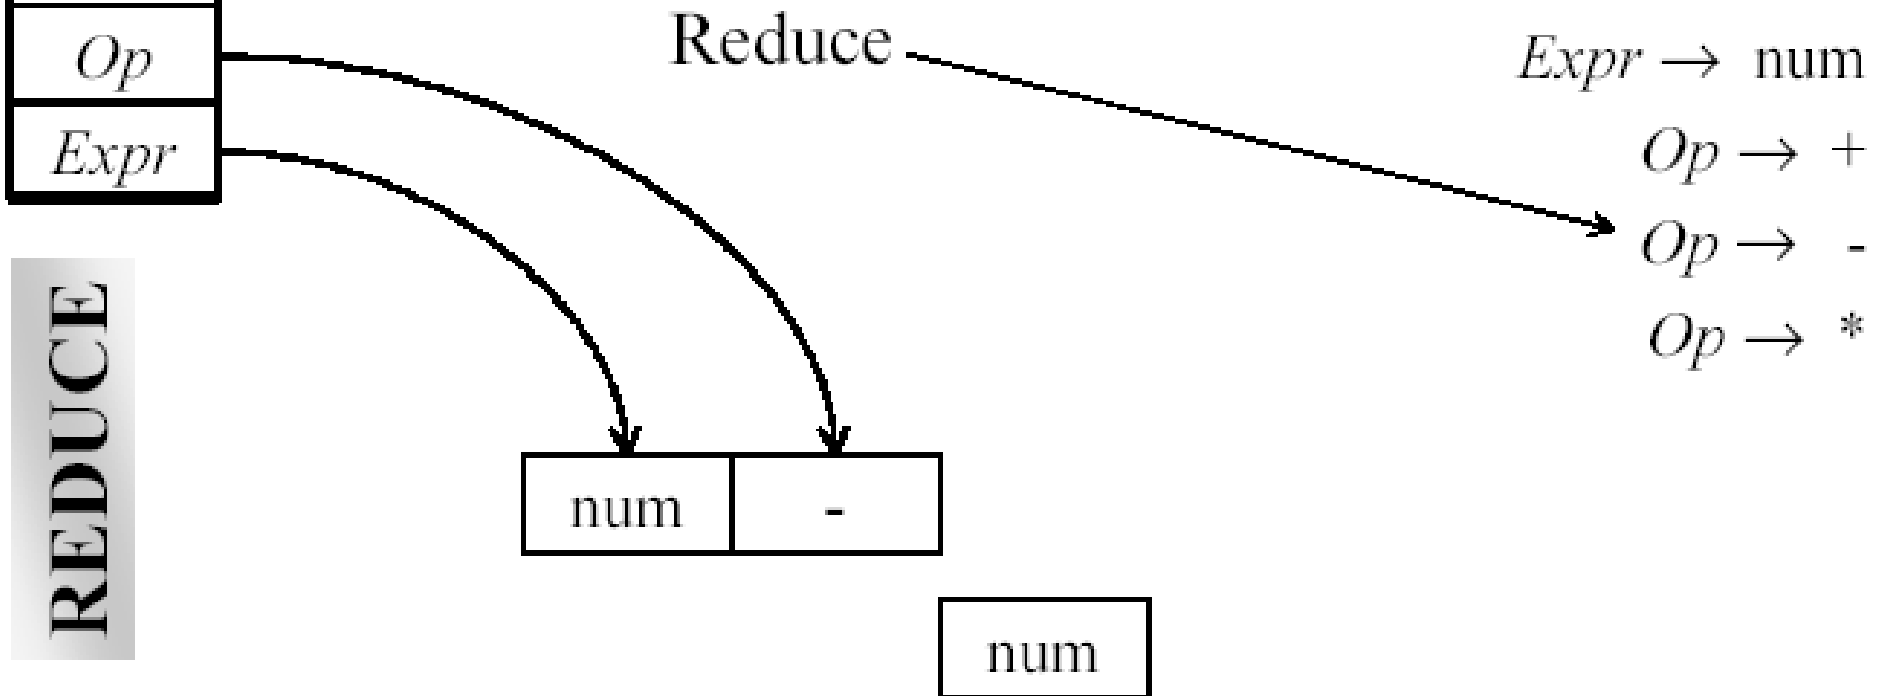 Op
Expr
Reduce
Expr → num
Op → +
Op → -
Op → *
REDUCE
num
-
num